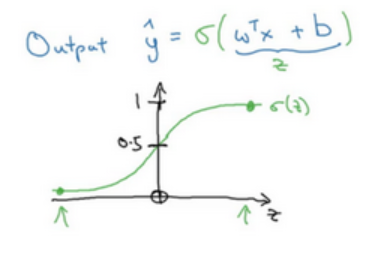 Output ŷ = σ(wᵀx + b)
z
1
σ(z)
0.5
z